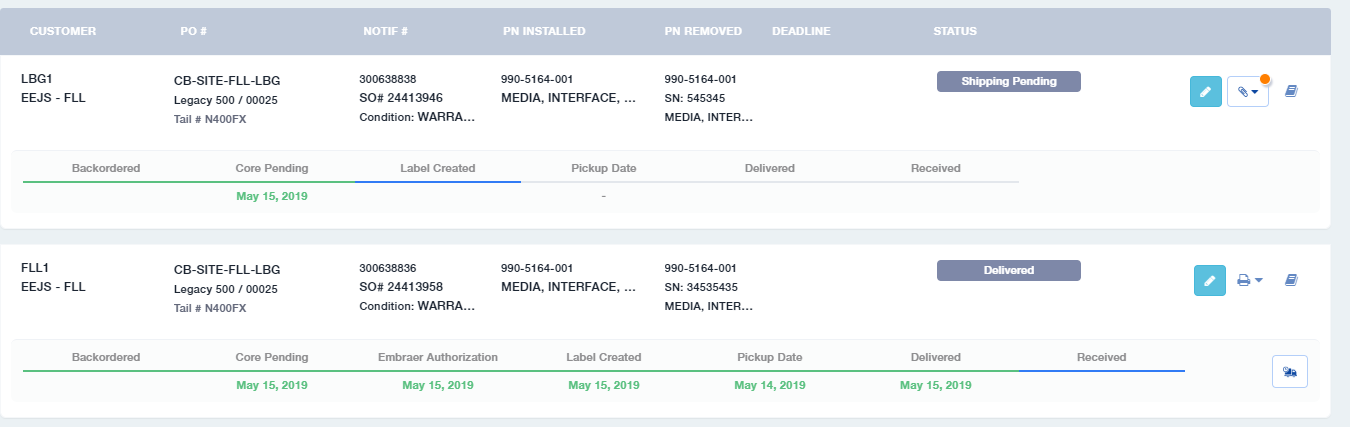 CUSTOMER PO # NOTIF # PN INSTALLED PN REMOVED DEADLINE STATUS
LBG1 CB-SITE-FLL-LBG 300638838 990-5164-001 990-5164-001 Shipping Pending
EEJS - FLL Legacy 500 / 00025 SO# 24413946 MEDIA, INTERFACE, ... SN: 545345
Tail # N400FX Condition: WARRA... MEDIA, INTER...
Backordered Core Pending Label Created Pickup Date Delivered Received
May 15, 2019 -
FLL1 CB-SITE-FLL-LBG 300638836 990-5164-001 990-5164-001 Delivered
EEJS - FLL Legacy 500 / 00025 SO# 24413958 MEDIA, INTERFACE, ... SN: 34535435
Tail # N400FX Condition: WARRA... MEDIA, INTER...
Backordered Core Pending Embraer Authorization Label Created Pickup Date Delivered Received
May 15, 2019 May 15, 2019 May 15, 2019 May 14, 2019 May 15, 2019